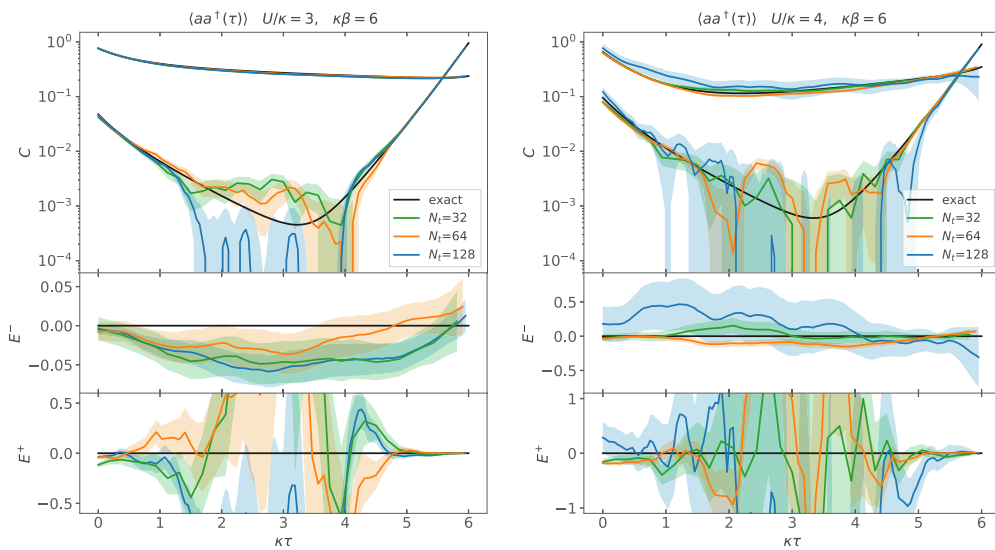 ⟨aa†(τ)⟩ U/κ = 3, κβ = 6
C
10⁰
10⁻¹
10⁻²
10⁻³
10⁻⁴
exact
Nₜ=32
Nₜ=64
Nₜ=128
E⁻
0.05
0.00
−0.05
E⁺
0.5
0.0
−0.5
0 1 2 3 4 5 6
κτ
⟨aa†(τ)⟩ U/κ = 4, κβ = 6
C
10⁰
10⁻¹
10⁻²
10⁻³
10⁻⁴
exact
Nₜ=32
Nₜ=64
Nₜ=128
E⁻
0.5
0.0
−0.5
E⁺
1
0
−1
0 1 2 3 4 5 6
κτ